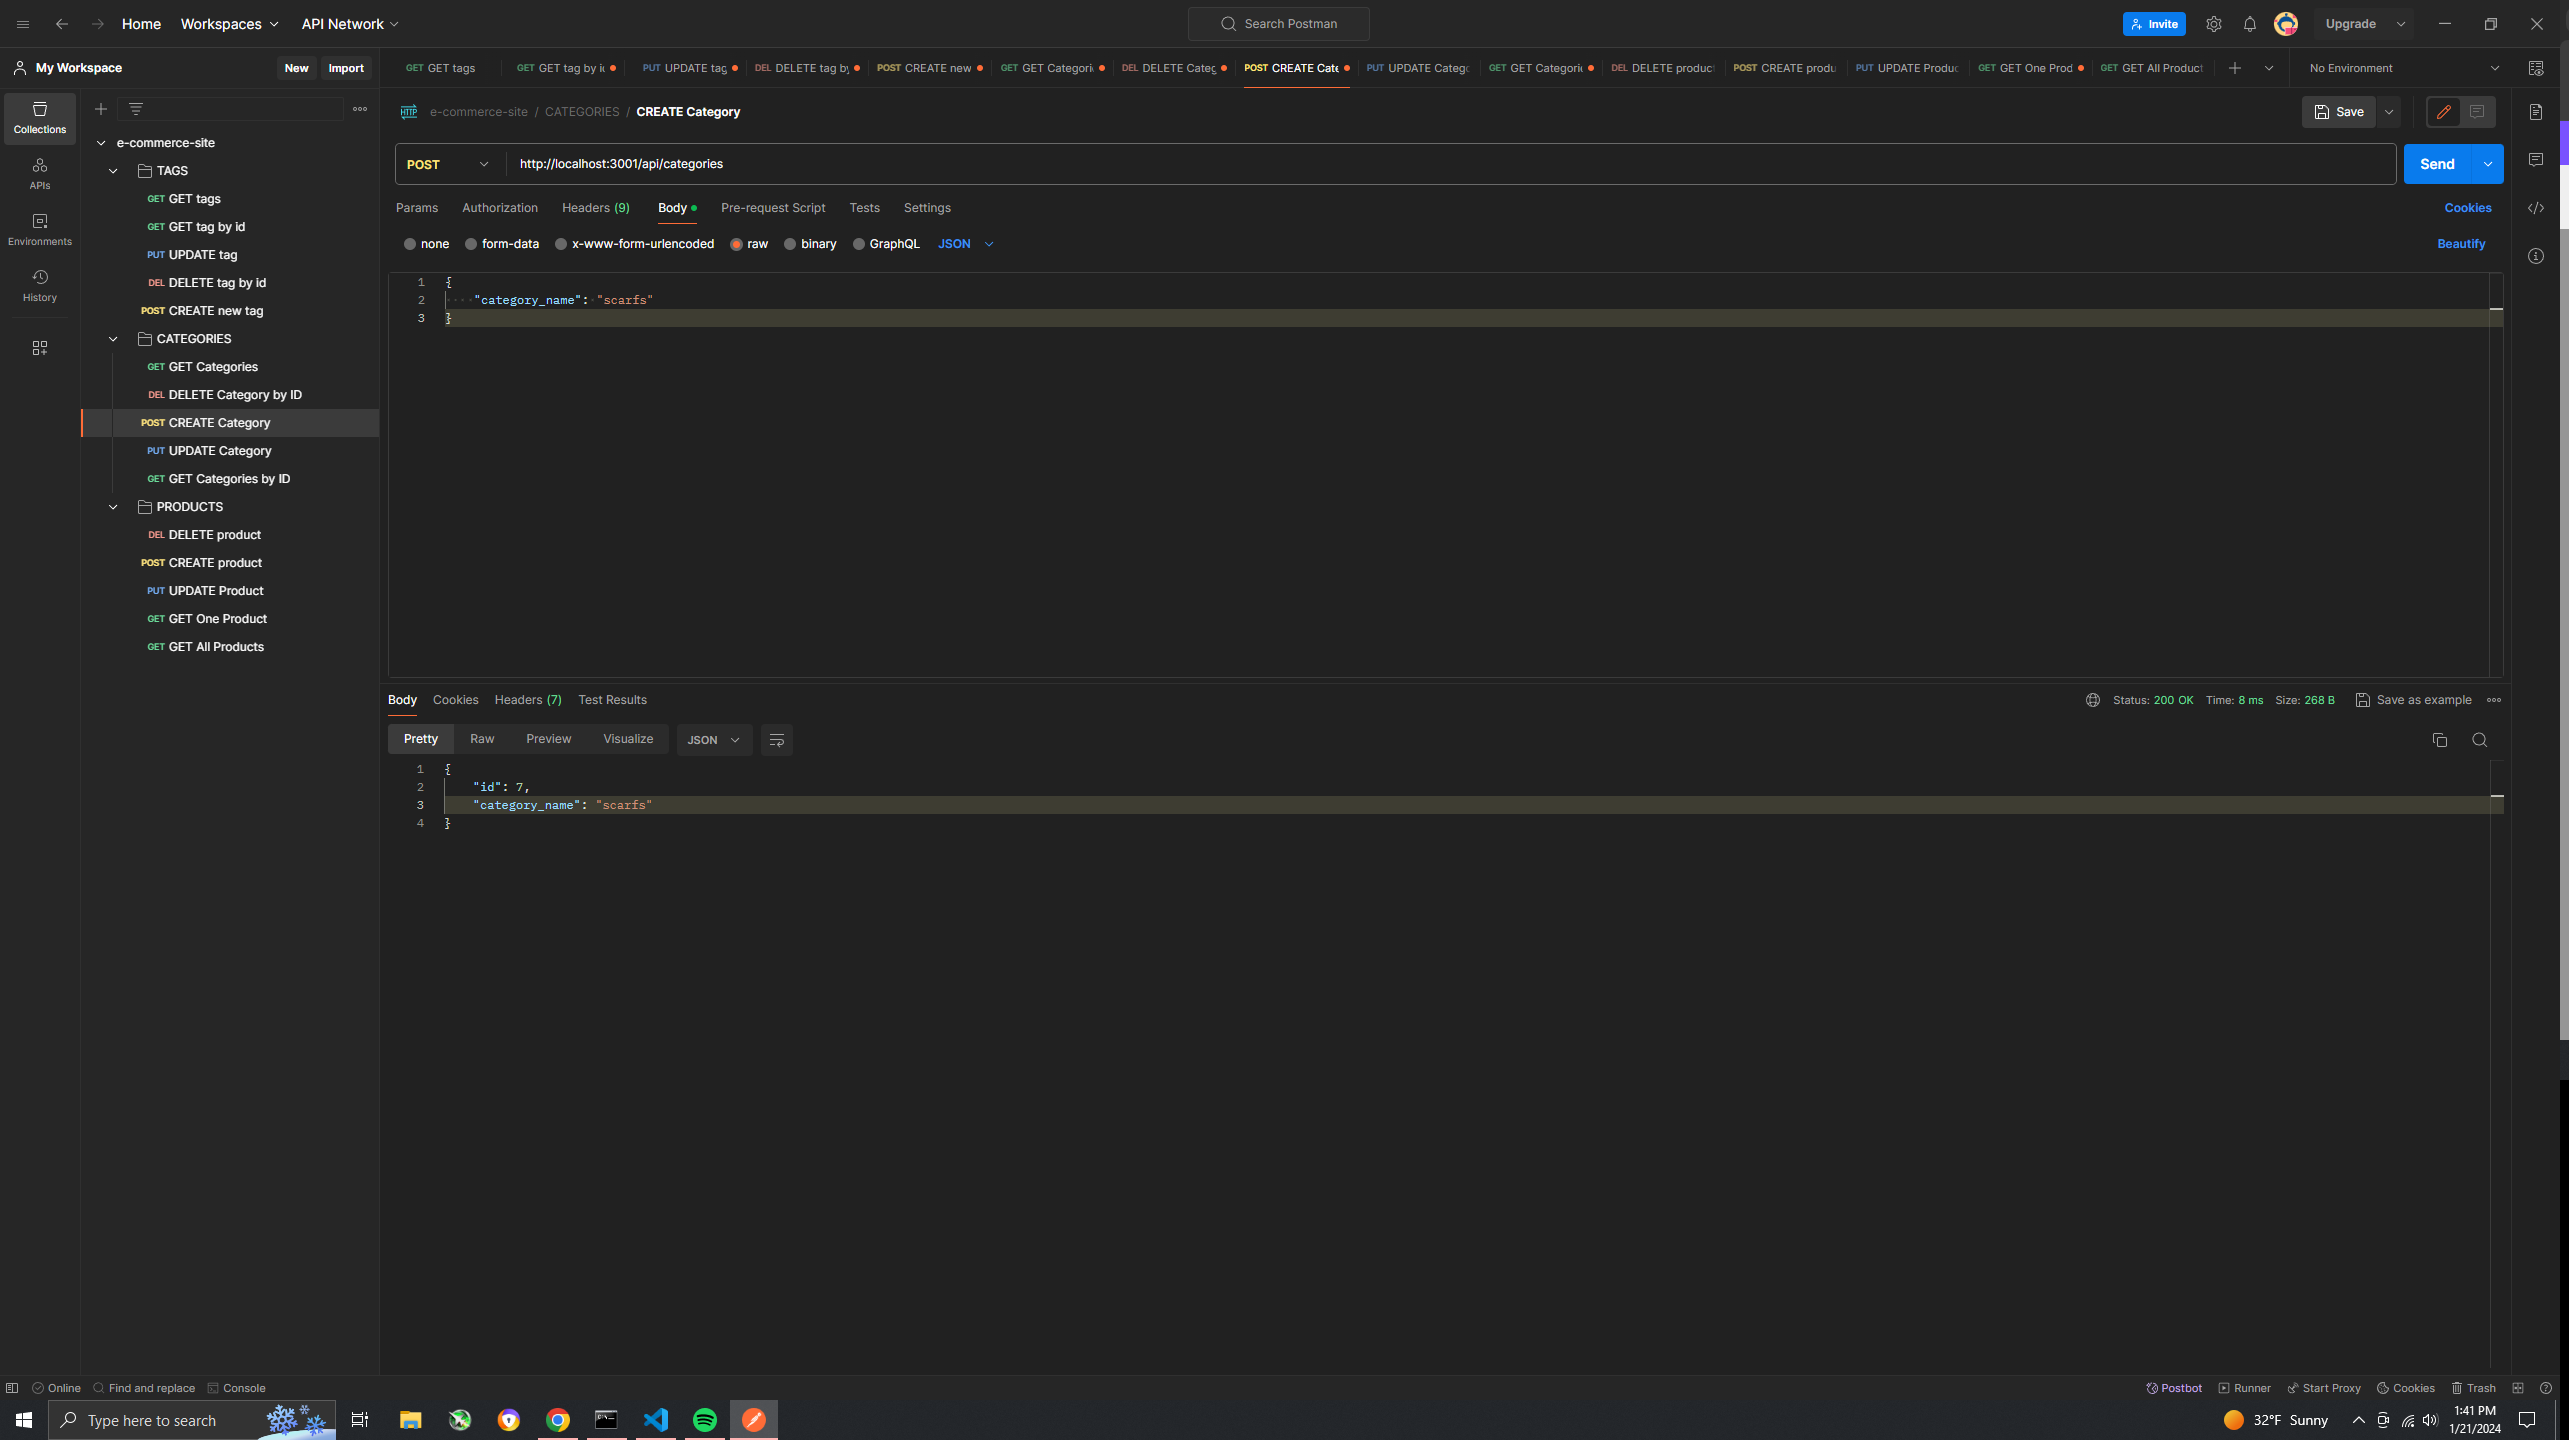 Home Workspaces API Network Search Postman Invite Upgrade
My Workspace New Import
GET GET tags GET GET tag by i PUT UPDATE tag DEL DELETE tag by POST CREATE new GET GET Categori DEL DELETE Categ POST CREATE Cate PUT UPDATE Catego GET GET Categorie DEL DELETE product POST CREATE produ PUT UPDATE Produc GET GET One Prod GET GET All Product No Environment
Collections
APIs
Environments
History
e-commerce-site
TAGS
GET GET tags
GET GET tag by id
PUT UPDATE tag
DEL DELETE tag by id
POST CREATE new tag
CATEGORIES
GET GET Categories
DEL DELETE Category by ID
POST CREATE Category
PUT UPDATE Category
GET GET Categories by ID
PRODUCTS
DEL DELETE product
POST CREATE product
PUT UPDATE Product
GET GET One Product
GET GET All Products
HTTP e-commerce-site / CATEGORIES / CREATE Category Save
POST http://localhost:3001/api/categories Send
Params Authorization Headers (9) Body Pre-request Script Tests Settings Cookies
none form-data x-www-form-urlencoded raw binary GraphQL JSON Beautify
1 {
2 "category_name": "scarfs"
3 }
Body Cookies Headers (7) Test Results Status: 200 OK Time: 8 ms Size: 268 B Save as example
Pretty Raw Preview Visualize JSON
1 {
2 "id": 7,
3 "category_name": "scarfs"
4 }
Online Find and replace Console Postbot Runner Start Proxy Cookies Trash
Type here to search 32°F Sunny 1:41 PM
1/21/2024